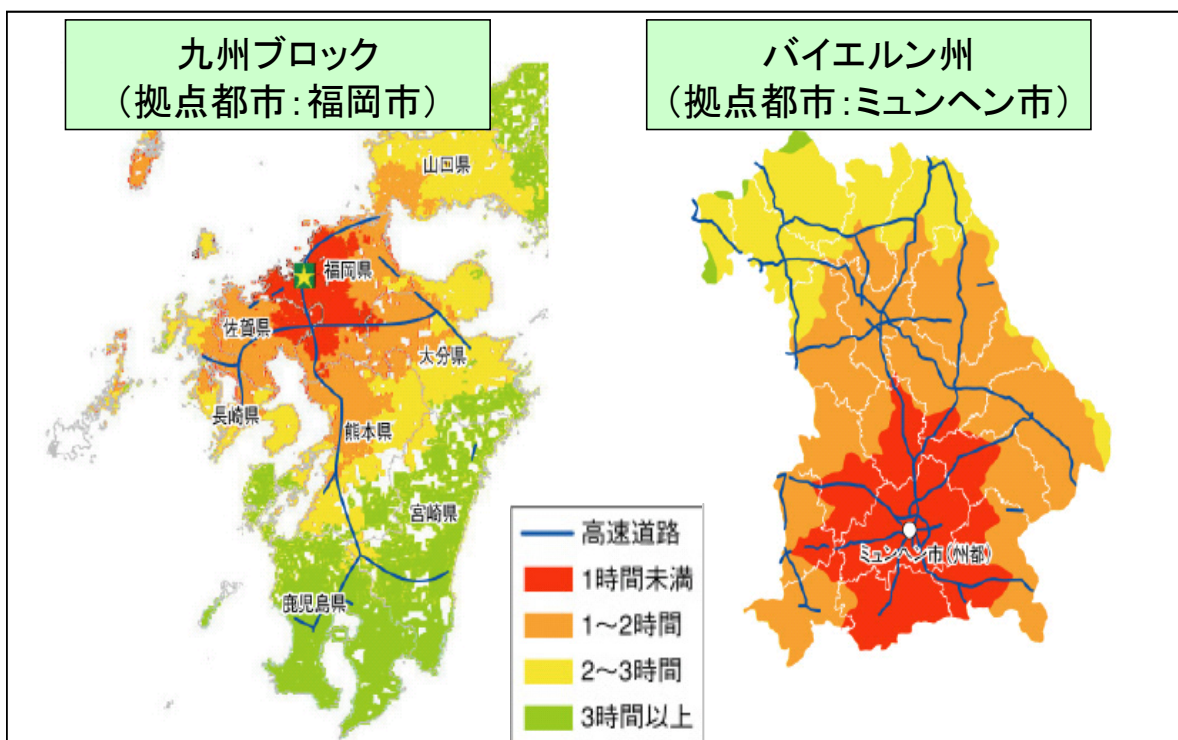 九州ブロック
（拠点都市：福岡市）
バイエルン州
（拠点都市：ミュンヘン市）
山口県
福岡県
佐賀県
大分県
長崎県
熊本県
宮崎県
鹿児島県
ミュンヘン市（州都）
高速道路
1時間未満
1～2時間
2～3時間
3時間以上